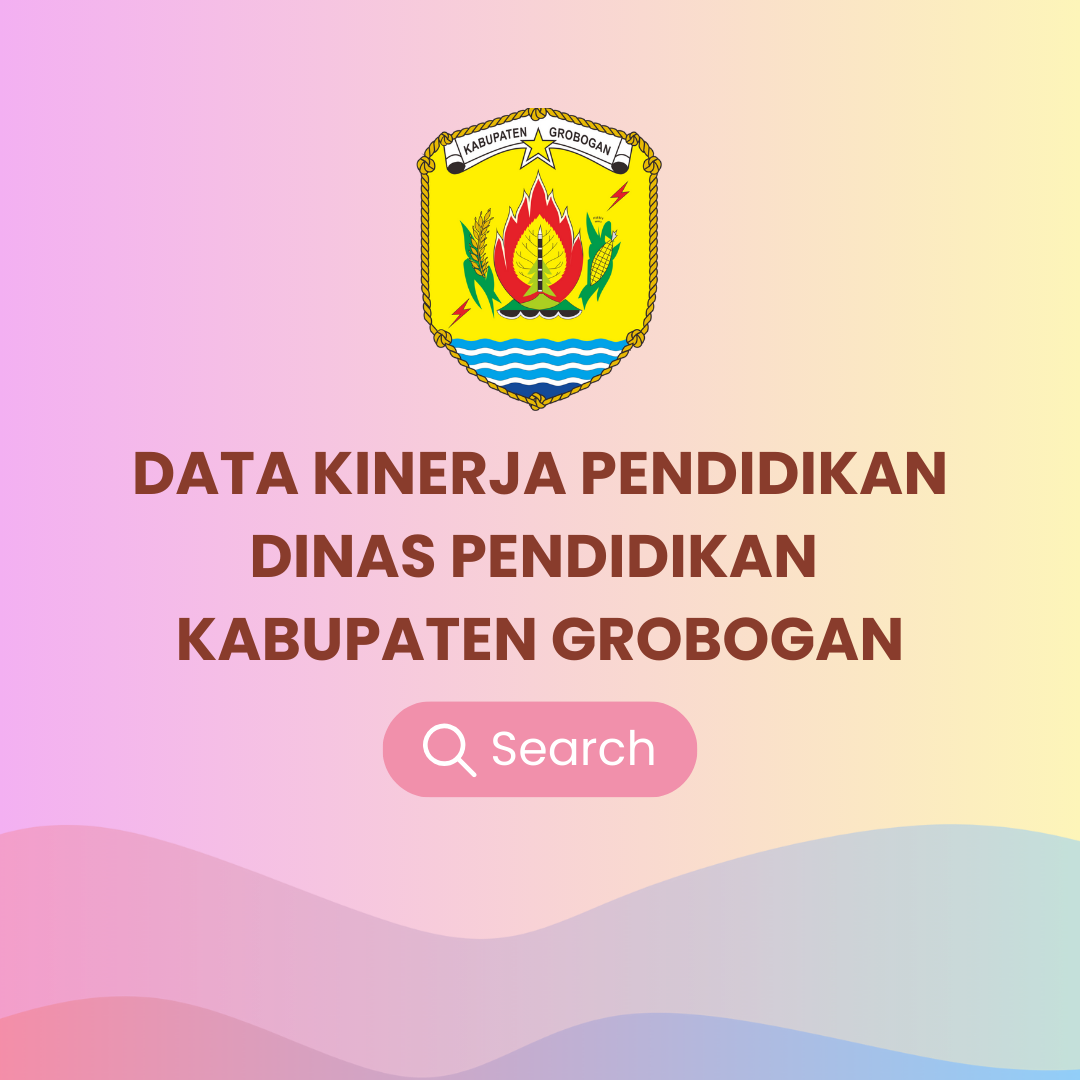 KABUPATEN GROBOGAN
DATA KINERJA PENDIDIKAN
DINAS PENDIDIKAN
KABUPATEN GROBOGAN
Search